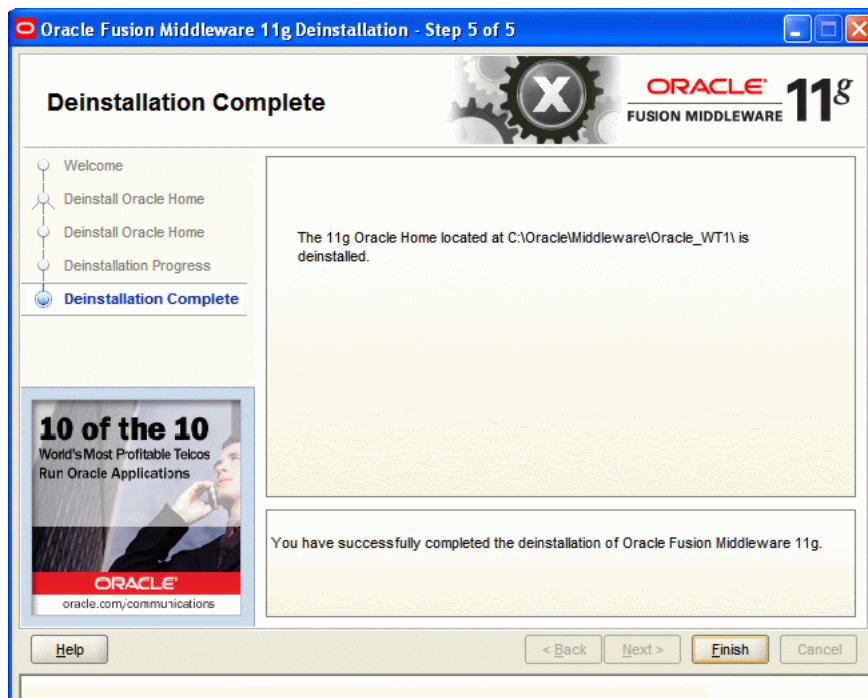 Oracle Fusion Middleware 11g Deinstallation - Step 5 of 5
Deinstallation Complete
X
ORACLE
FUSION MIDDLEWARE
11g
Welcome
Deinstall Oracle Home
Deinstall Oracle Home
Deinstallation Progress
Deinstallation Complete
The 11g Oracle Home located at C:\Oracle\Middleware\Oracle_WT1\ is
deinstalled.
10 of the 10
World's Most Profitable Telcos
Run Oracle Applications
ORACLE
oracle.com/communications
You have successfully completed the deinstallation of Oracle Fusion Middleware 11g.
Help
< Back
Next >
Finish
Cancel